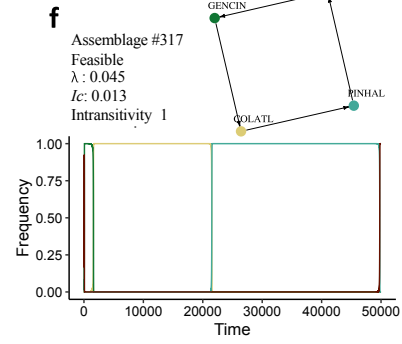 f
GENCIN
Assemblage #317
Feasible
λ : 0.045
Ic: 0.013
Intransitivity 1
PINHAL
COLATL
Frequency
1.00
0.75
0.50
0.25
0.00
0 10000 20000 30000 40000 50000
Time